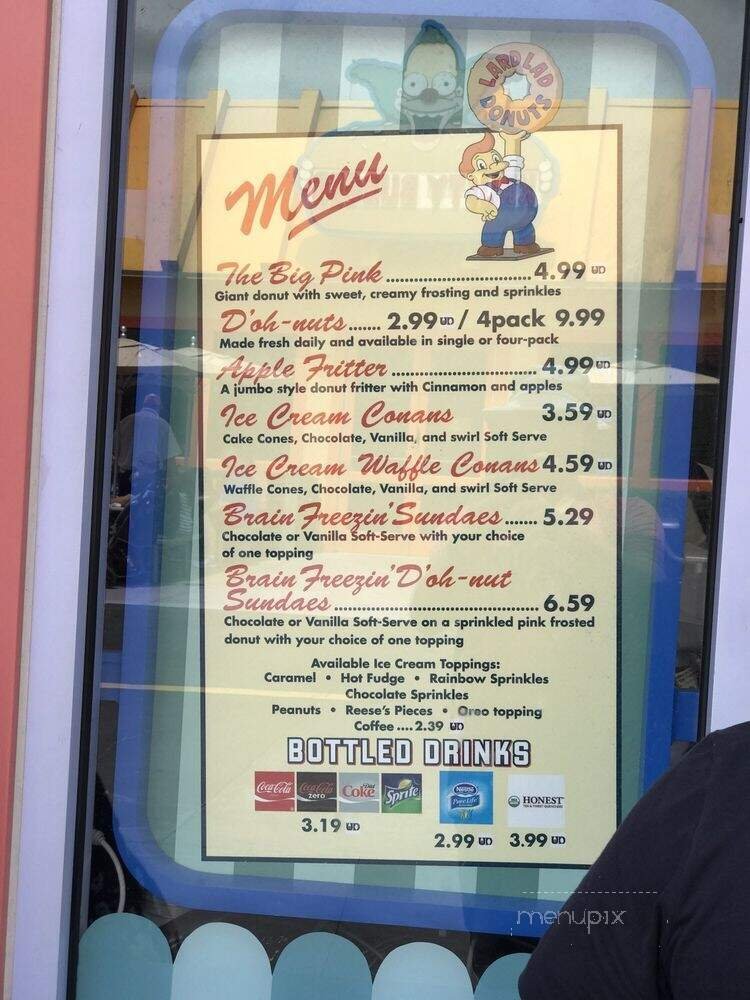 LARD LAD
DONUTS
Menu
The Big Pink ................................ 4.99 UD
Giant donut with sweet, creamy frosting and sprinkles
D'oh-nuts....... 2.99 UD / 4pack 9.99
Made fresh daily and available in single or four-pack
Apple Fritter ................................ 4.99 UD
A jumbo style donut fritter with Cinnamon and apples
Ice Cream Conans 3.59 UD
Cake Cones, Chocolate, Vanilla, and swirl Soft Serve
Ice Cream Waffle Conans 4.59 UD
Waffle Cones, Chocolate, Vanilla, and swirl Soft Serve
Brain Freezin' Sundaes....... 5.29
Chocolate or Vanilla Soft-Serve with your choice
of one topping
Brain Freezin' D'oh-nut
Sundaes ............................................. 6.59
Chocolate or Vanilla Soft-Serve on a sprinkled pink frosted
donut with your choice of one topping
Available Ice Cream Toppings:
Caramel • Hot Fudge • Rainbow Sprinkles
Chocolate Sprinkles
Peanuts • Reese's Pieces • Oreo topping
Coffee .... 2.39 UD
BOTTLED DRINKS
Coca-Cola Coca-Cola zero Diet Coke Sprite Nestle Pure Life HONEST
3.19 UD
2.99 UD 3.99 UD
menupix